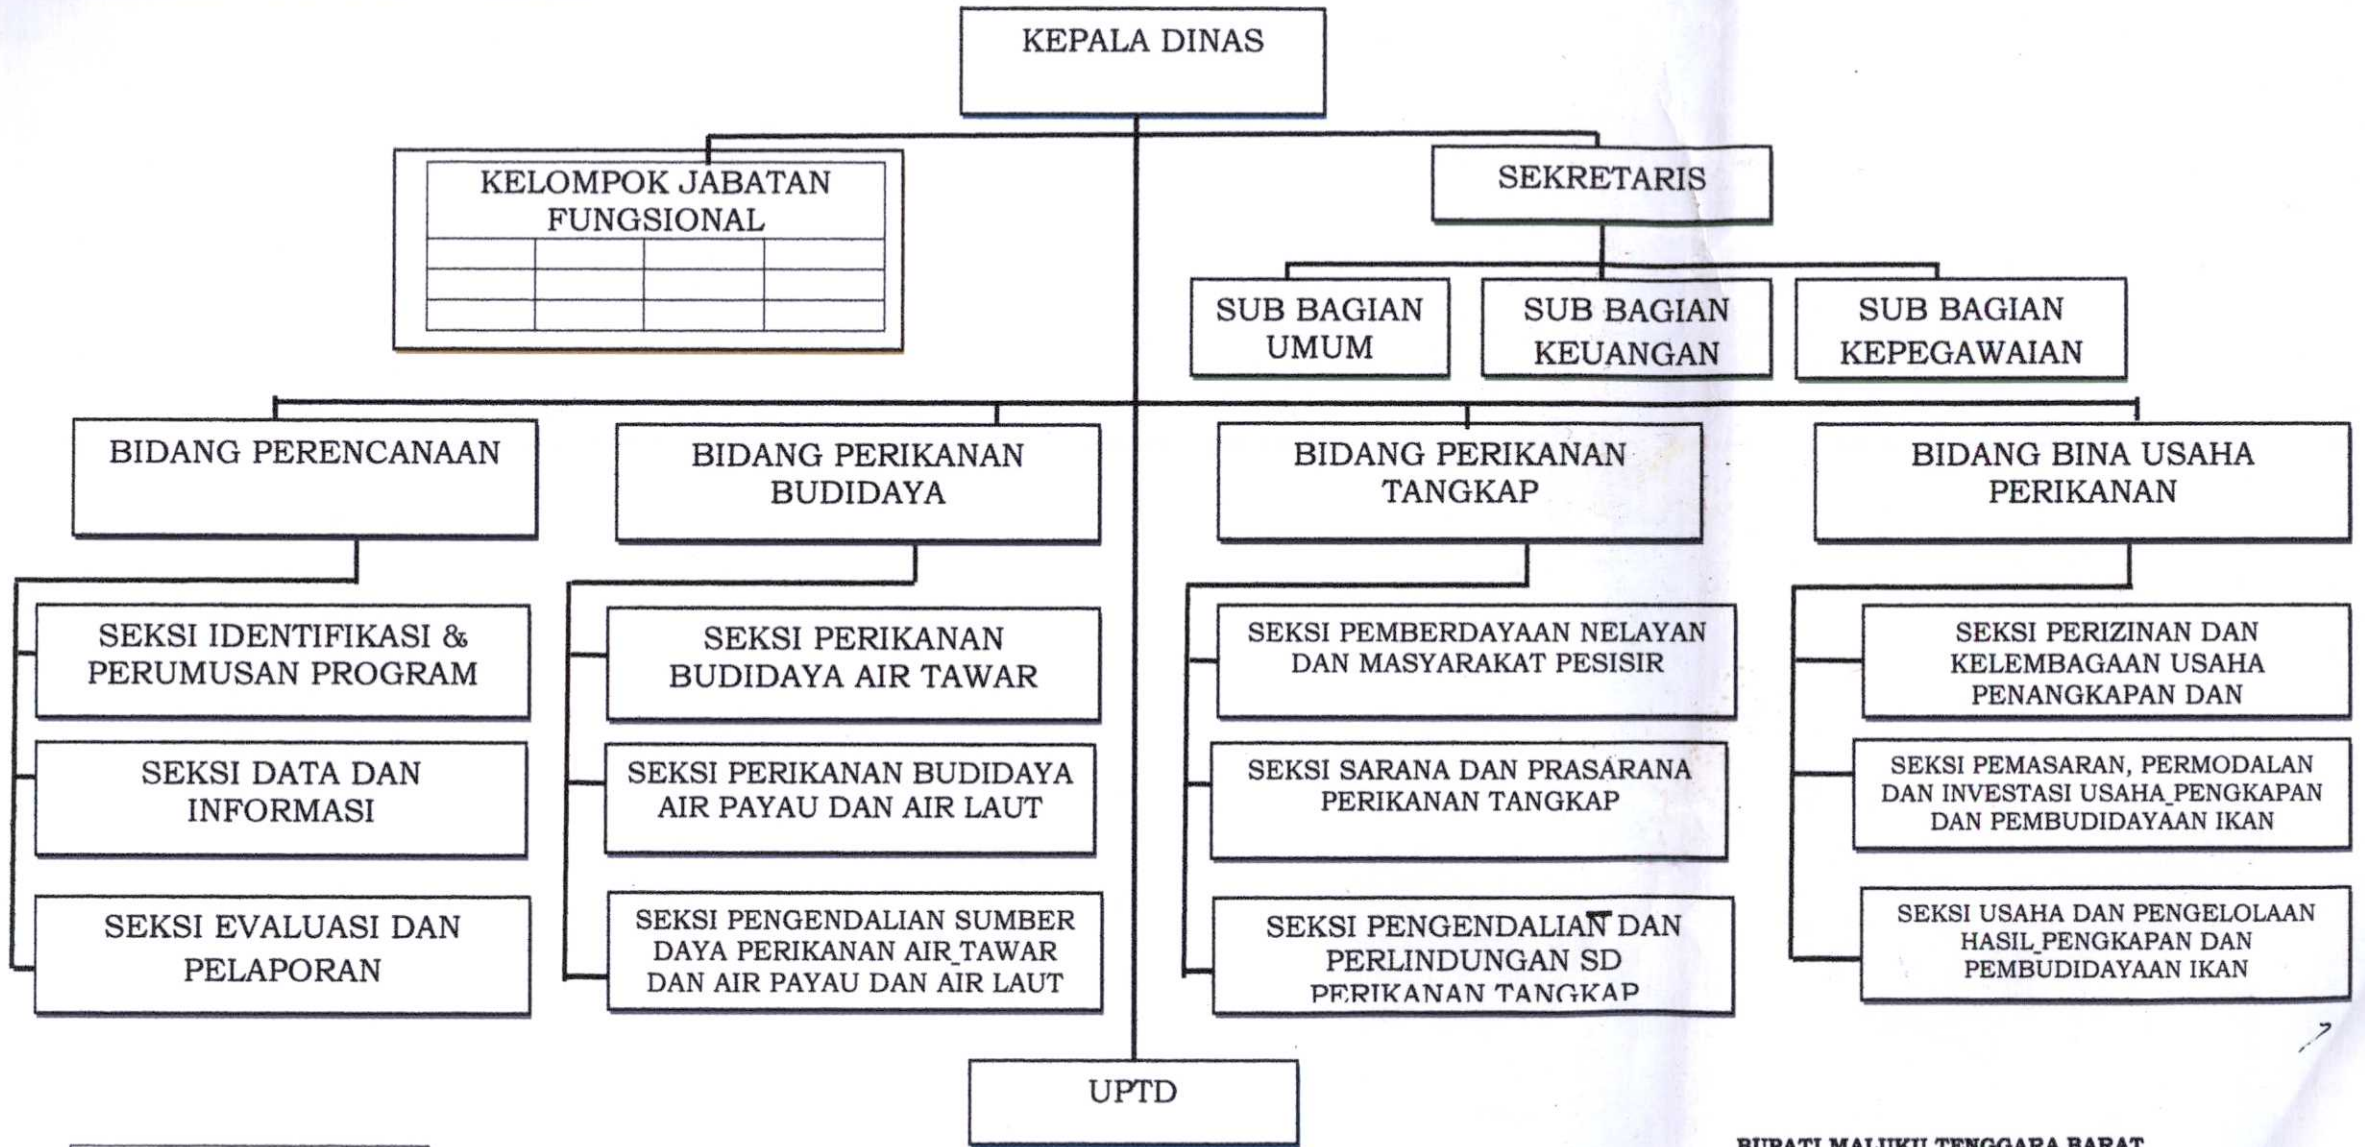 KEPALA DINAS
KELOMPOK JABATAN
FUNGSIONAL
SEKRETARIS
SUB BAGIAN
UMUM
SUB BAGIAN
KEUANGAN
SUB BAGIAN
KEPEGAWAIAN
BIDANG PERENCANAAN
BIDANG PERIKANAN
BUDIDAYA
BIDANG PERIKANAN
TANGKAP
BIDANG BINA USAHA
PERIKANAN
SEKSI IDENTIFIKASI &
PERUMUSAN PROGRAM
SEKSI PERIKANAN
BUDIDAYA AIR TAWAR
SEKSI PEMBERDAYAAN NELAYAN
DAN MASYARAKAT PESISIR
SEKSI PERIZINAN DAN
KELEMBAGAAN USAHA
PENANGKAPAN DAN
SEKSI DATA DAN
INFORMASI
SEKSI PERIKANAN BUDIDAYA
AIR PAYAU DAN AIR LAUT
SEKSI SARANA DAN PRASARANA
PERIKANAN TANGKAP
SEKSI PEMASARAN, PERMODALAN
DAN INVESTASI USAHA PENGKAPAN
DAN PEMBUDIDAYAAN IKAN
SEKSI EVALUASI DAN
PELAPORAN
SEKSI PENGENDALIAN SUMBER
DAYA PERIKANAN AIR TAWAR
DAN AIR PAYAU DAN AIR LAUT
SEKSI PENGENDALIAN DAN
PERLINDUNGAN SD
PERIKANAN TANGKAP
SEKSI USAHA DAN PENGELOLAAN
HASIL PENGKAPAN DAN
PEMBUDIDAYAAN IKAN
UPTD
BUPATI MALUKU TENGGARA BARAT